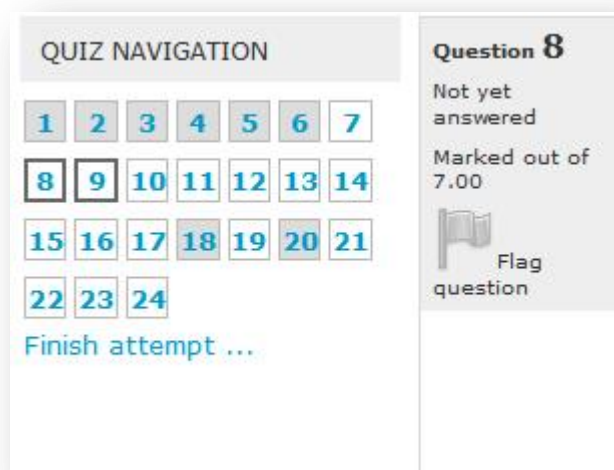 QUIZ NAVIGATION
1 2 3 4 5 6 7
8 9 10 11 12 13 14
15 16 17 18 19 20 21
22 23 24
Finish attempt ...
Question 8
Not yet
answered
Marked out of
7.00
Flag
question